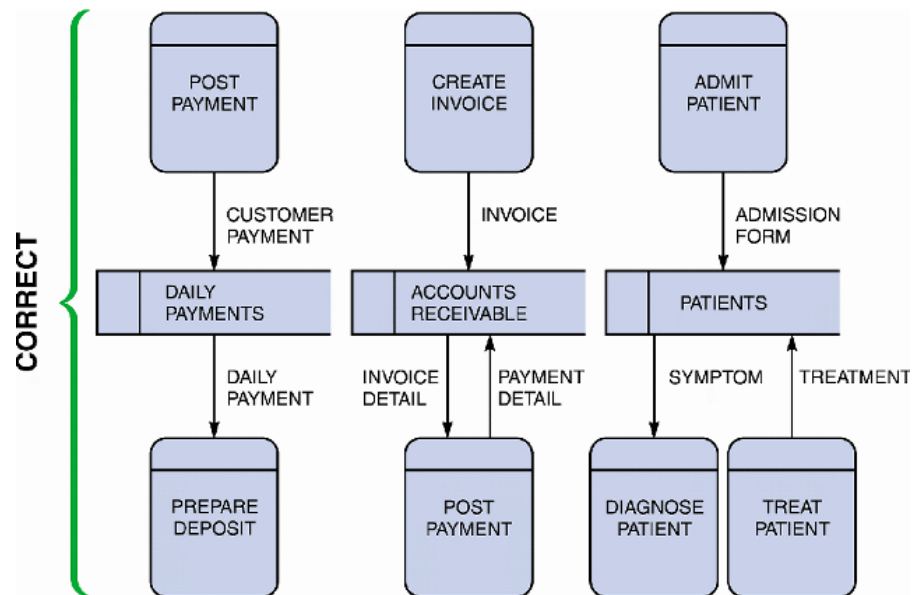 CORRECT
POST
PAYMENT
CREATE
INVOICE
ADMIT
PATIENT
CUSTOMER
PAYMENT
INVOICE
ADMISSION
FORM
DAILY
PAYMENTS
ACCOUNTS
RECEIVABLE
PATIENTS
DAILY
PAYMENT
INVOICE
DETAIL
PAYMENT
DETAIL
SYMPTOM
TREATMENT
PREPARE
DEPOSIT
POST
PAYMENT
DIAGNOSE
PATIENT
TREAT
PATIENT